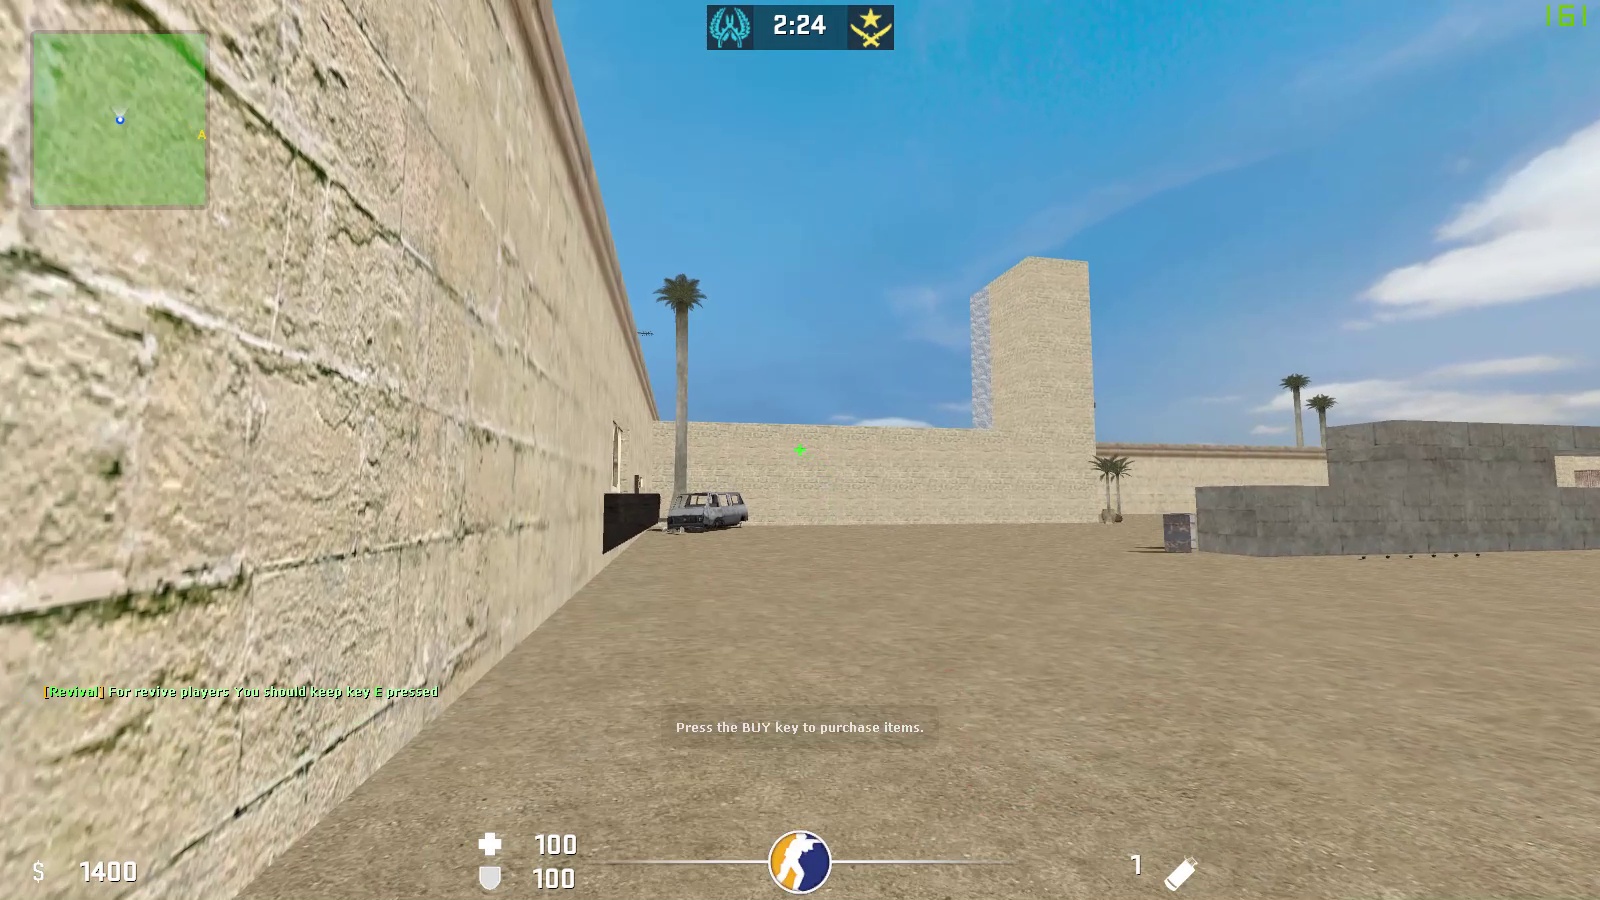 2:24
161
A
[Revival] For revive players You should keep key E pressed
Press the BUY key to purchase items.
100
$ 1400
100
1